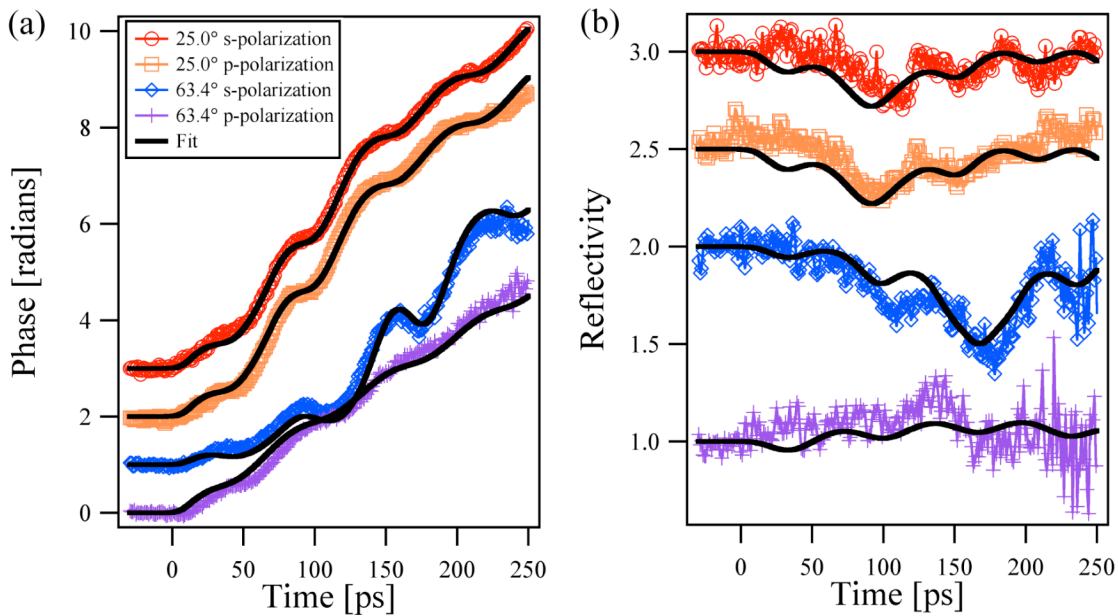 (a)
10
8
6
4
2
0
Phase [radians]
25.0° s-polarization
25.0° p-polarization
63.4° s-polarization
63.4° p-polarization
Fit
0 50 100 150 200 250
Time [ps]
(b)
3.0
2.5
2.0
1.5
1.0
Reflectivity
0 50 100 150 200 250
Time [ps]